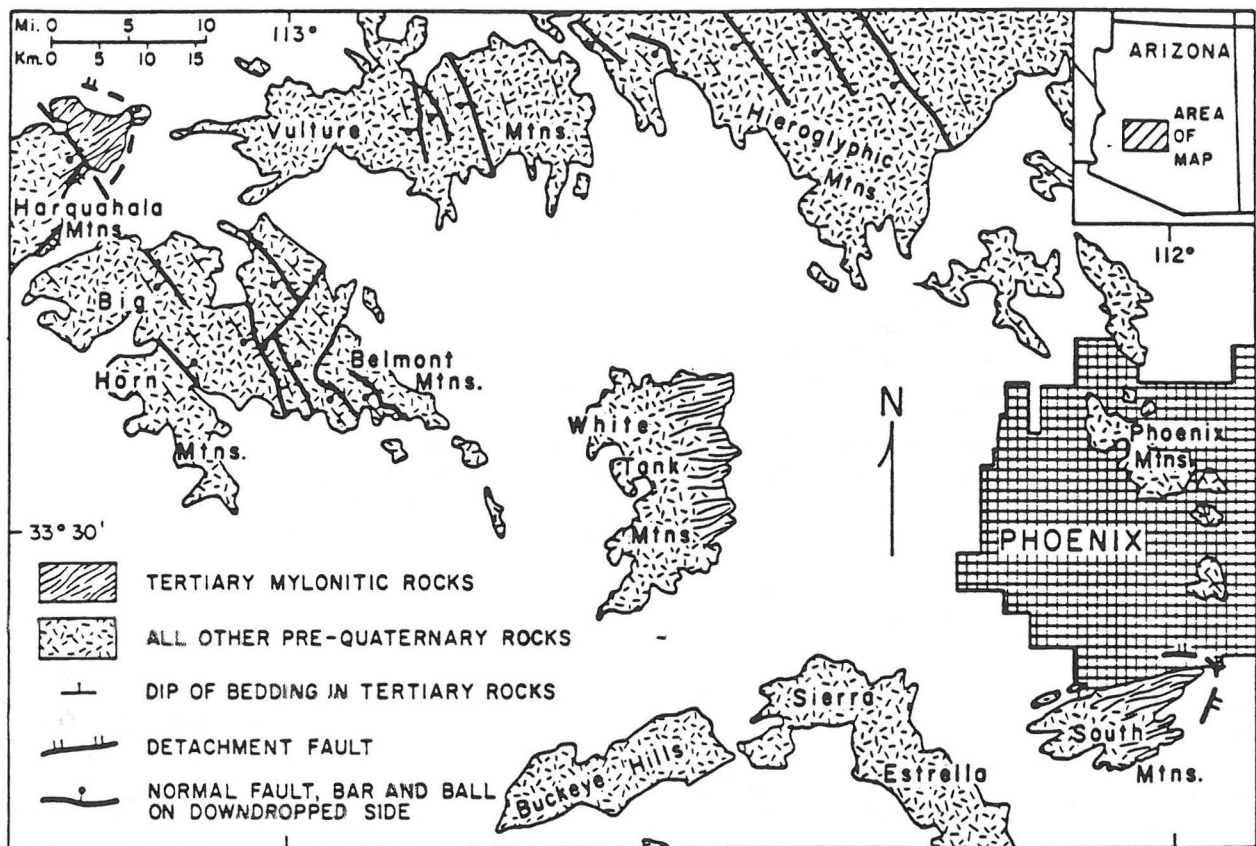 Mi. 0 5 10
Km. 0 5 10 15
113°
ARIZONA
AREA
OF
MAP
Vulture Mtns.
Hieroglyphic
Mtns.
Harquahala
Mtns.
112°
Big
Horn
Mtns.
Belmont
Mtns.
White
Tank
Mtns.
N
Phoenix
Mtns.
33° 30'
PHOENIX
TERTIARY MYLONITIC ROCKS
ALL OTHER PRE-QUATERNARY ROCKS
DIP OF BEDDING IN TERTIARY ROCKS
DETACHMENT FAULT
NORMAL FAULT, BAR AND BALL
ON DOWNDROPPED SIDE
Buckeye Hills
Sierra
Estrella
South
Mtns.